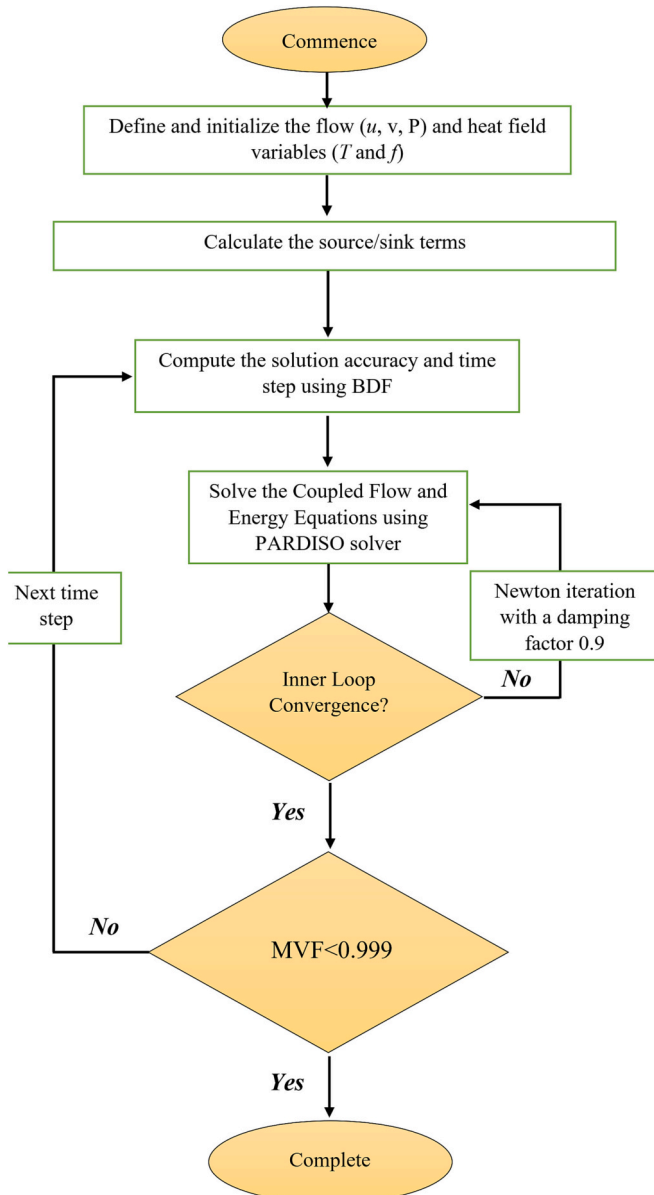 Commence
Define and initialize the flow (u, v, P) and heat field
variables (T and f)
Calculate the source/sink terms
Compute the solution accuracy and time
step using BDF
Solve the Coupled Flow and
Energy Equations using
PARDISO solver
Next time
step
Newton iteration
with a damping
factor 0.9
Inner Loop
Convergence?
No
Yes
No
MVF<0.999
Yes
Complete